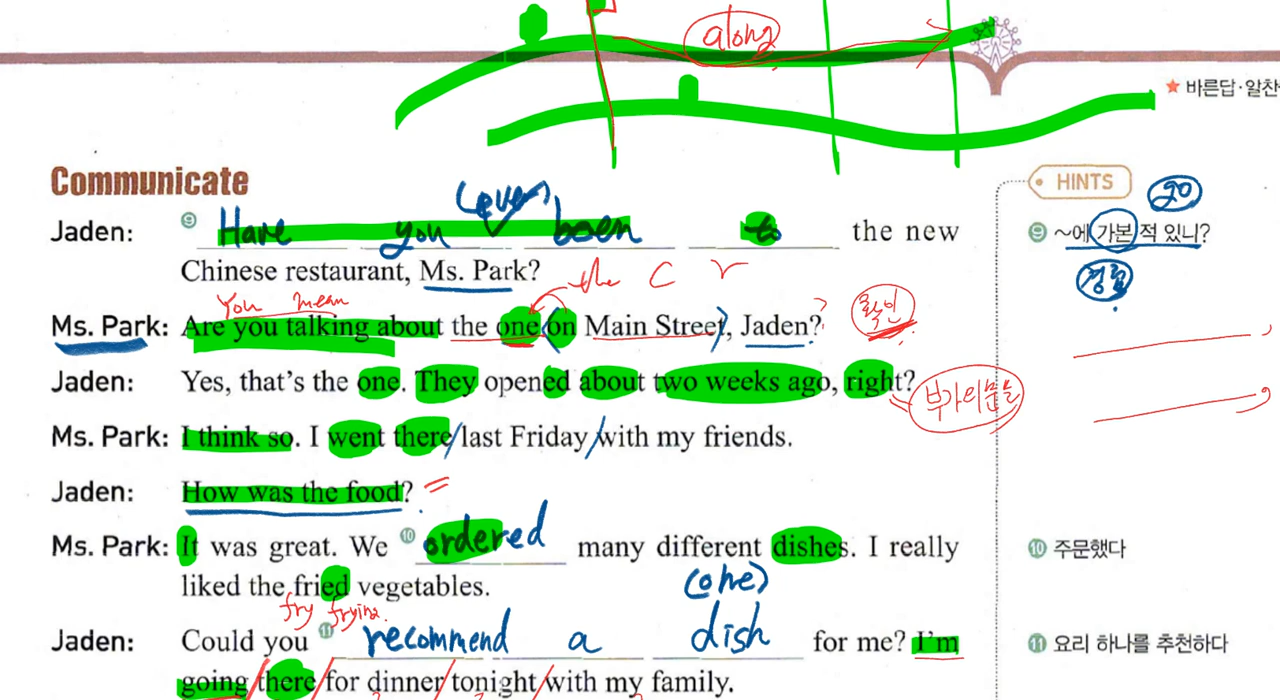 along
★ 바른답·알찬
Communicate
HINTS
(ever) 20
Jaden: ⑨ Have you been to the new
⑨ ~에 가본 적 있니?
Chinese restaurant, Ms. Park?
the C r
경험
You mean
Ms. Park: Are you talking about the one on Main Street, Jaden?
확인
Jaden: Yes, that's the one. They opened about two weeks ago, right?
부가의문문
Ms. Park: I think so. I went there/last Friday/with my friends.
Jaden: How was the food?
Ms. Park: It was great. We ⑩ ordered many different dishes. I really
⑩ 주문했다
liked the fried vegetables.
(one)
fry frying
Jaden: Could you ⑪ recommend a dish for me? I'm
⑪ 요리 하나를 추천하다
going/there/for dinner/tonight/with my family.